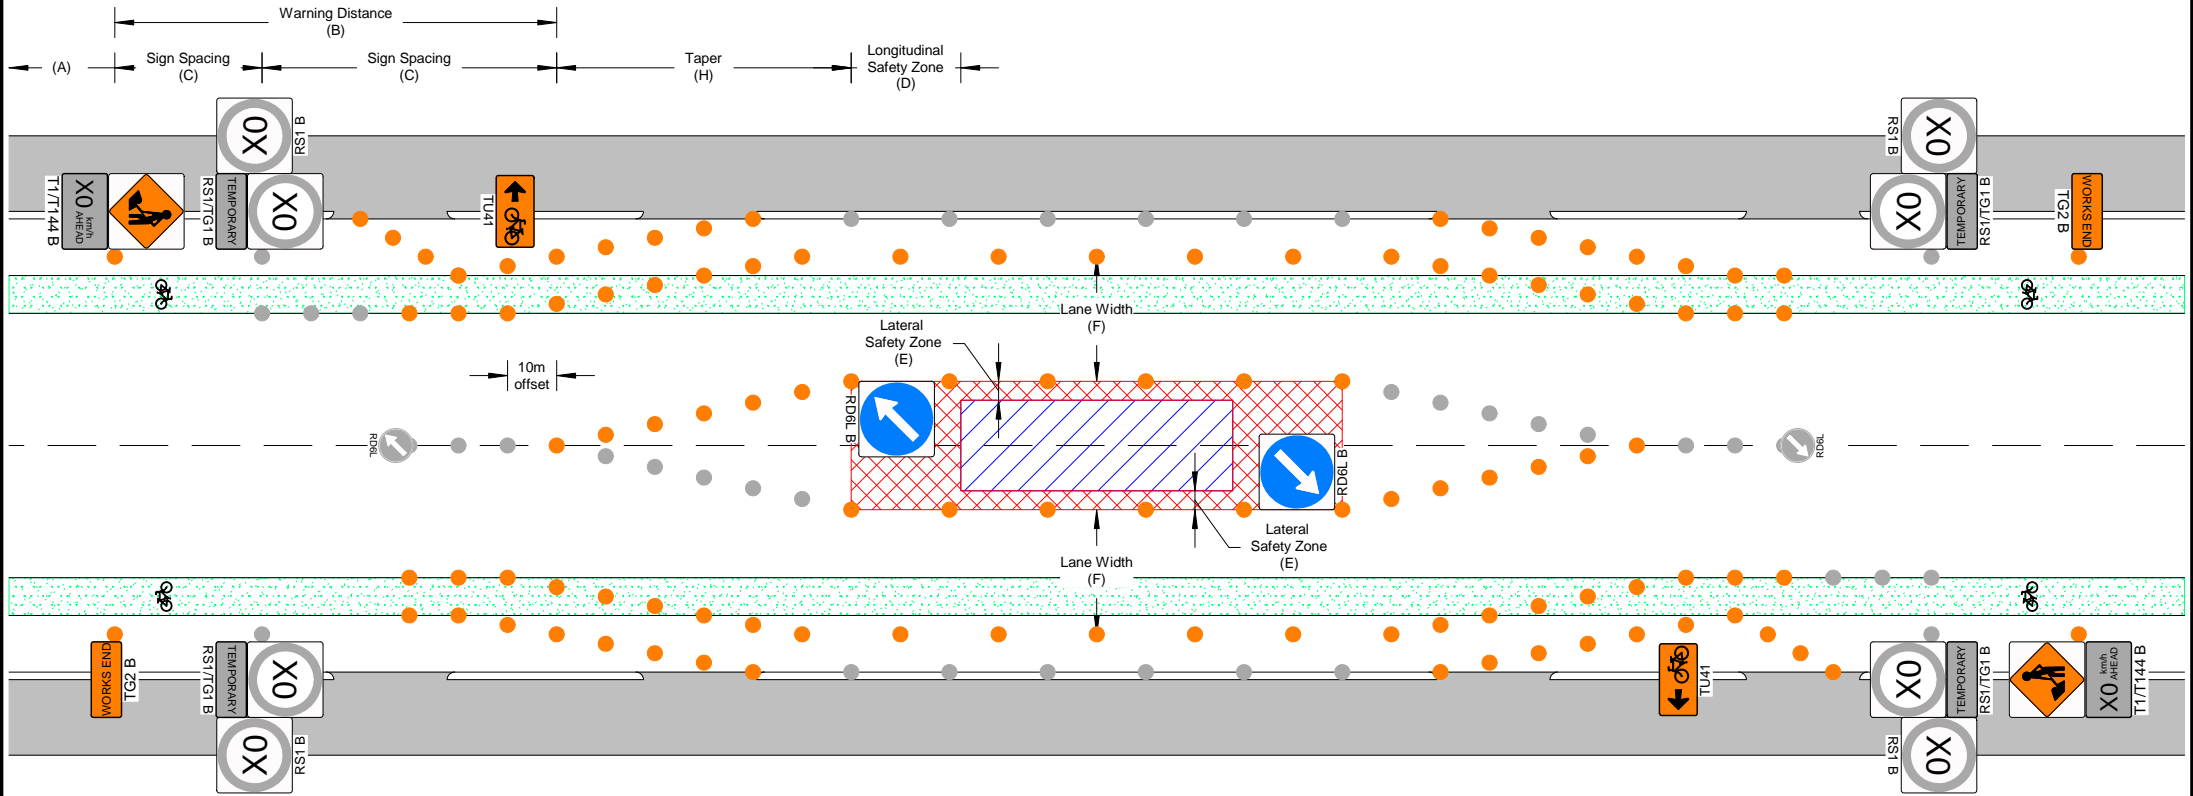 Warning Distance
(B)
(A)
Sign Spacing
(C)
Sign Spacing
(C)
Taper
(H)
Longitudinal
Safety Zone
(D)
X0
RS1 B
T1/T144 B
X0 km/h
AHEAD
RS1/TG1 B
TEMPORARY
X0
TU41
RS1 B
X0
X0
TEMPORARY
RS1/TG1 B
TG2 B
WORKS END
Lane Width
(F)
Lateral
Safety Zone
(E)
10m
offset
RD6L
RD6L B
RD6L B
RD6L
Lateral
Safety Zone
(E)
Lane Width
(F)
WORKS END
TG2 B
RS1/TG1 B
TEMPORARY
X0
X0
RS1 B
TU41
X0
TEMPORARY
RS1/TG1 B
X0 km/h
AHEAD
T1/T144 B
RS1 B
X0